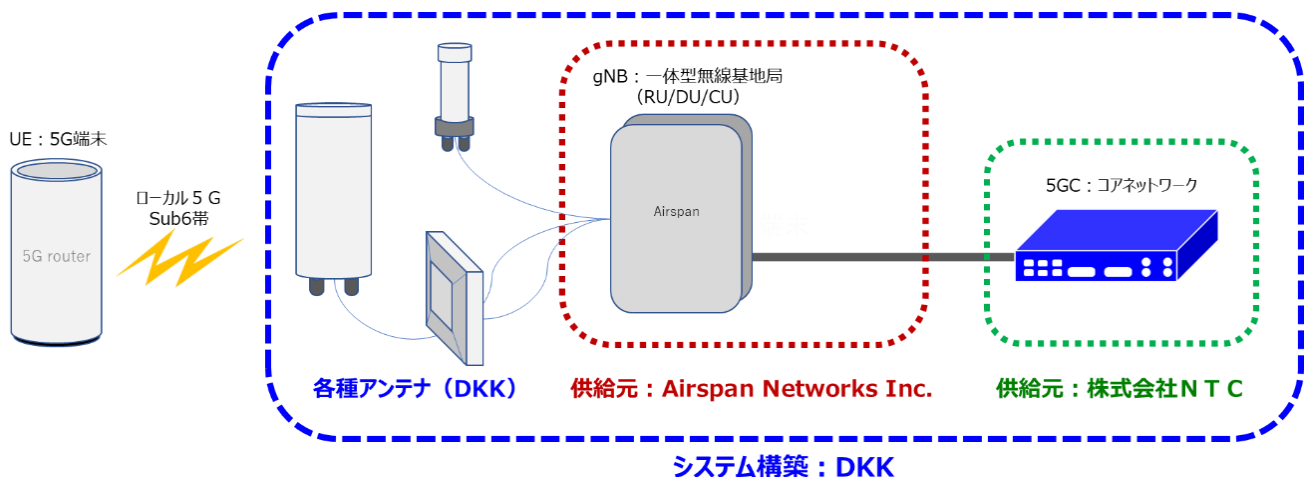 UE：5G端末
5G router
ローカル５Ｇ
Sub6帯
gNB：一体型無線基地局
（RU/DU/CU）
Airspan
5GC：コアネットワーク
各種アンテナ（DKK）
供給元：Airspan Networks Inc.
供給元：株式会社ＮＴＣ
システム構築：DKK